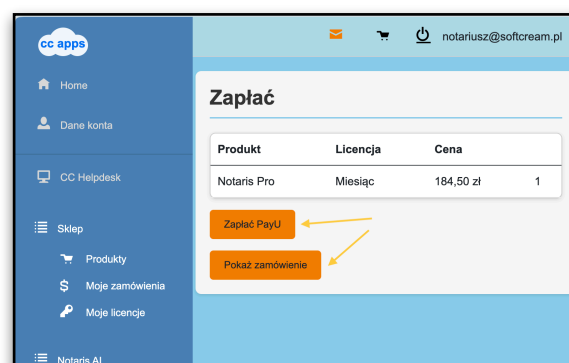 cc apps
notariusz@softcream.pl
Home
Dane konta
CC Helpdesk
Sklep
Produkty
Moje zamówienia
Moje licencje
Notaris AI
Zapłać
Produkt Licencja Cena
Notaris Pro Miesiąc 184,50 zł 1
Zapłać PayU
Pokaż zamówienie